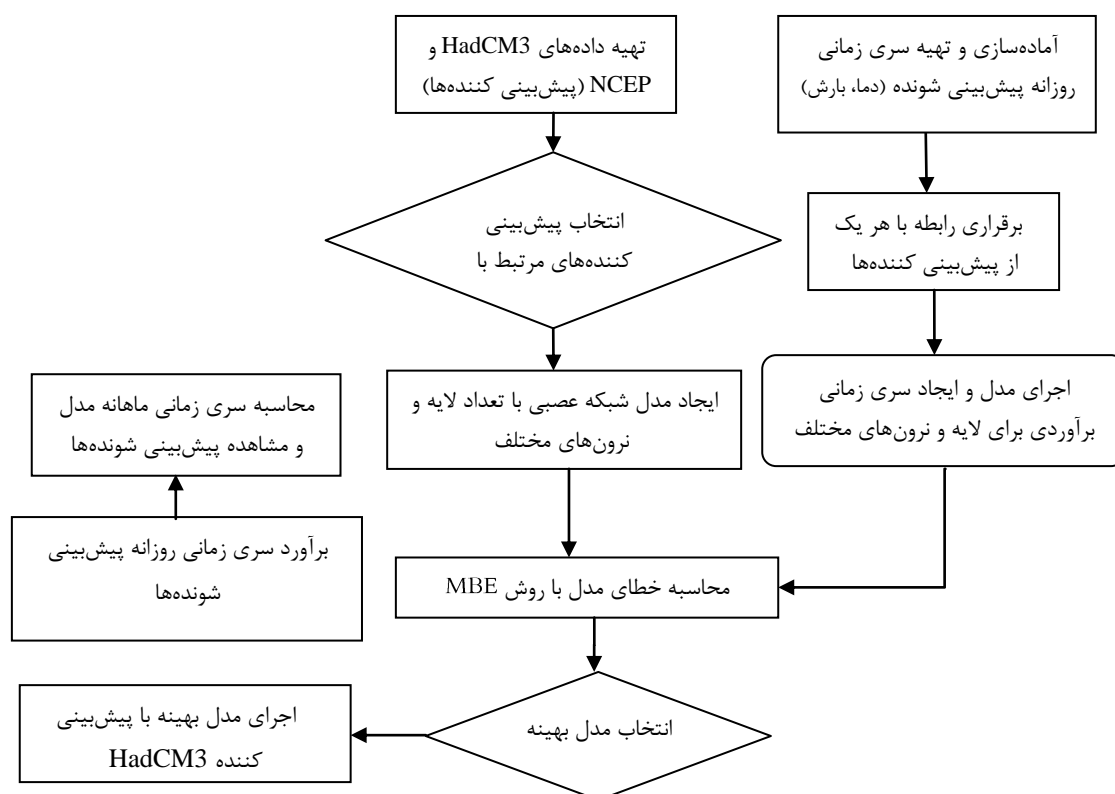 آماده‌سازی و تهیه سری زمانی
روزانه پیش‌بینی شونده (دما، بارش)
تهیه داده‌های HadCM3 و
NCEP (پیش‌بینی کننده‌ها)
برقراری رابطه با هر یک
از پیش‌بینی کننده‌ها
انتخاب پیش‌بینی
کننده‌های مرتبط با
اجرای مدل و ایجاد سری زمانی
برآوردی برای لایه و نرون‌های مختلف
ایجاد مدل شبکه عصبی با تعداد لایه و
نرون‌های مختلف
محاسبه سری زمانی ماهانه مدل
و مشاهده پیش‌بینی شونده‌ها
برآورد سری زمانی روزانه پیش‌بینی
شونده‌ها
محاسبه خطای مدل با روش MBE
انتخاب مدل بهینه
اجرای مدل بهینه با پیش‌بینی
کننده HadCM3